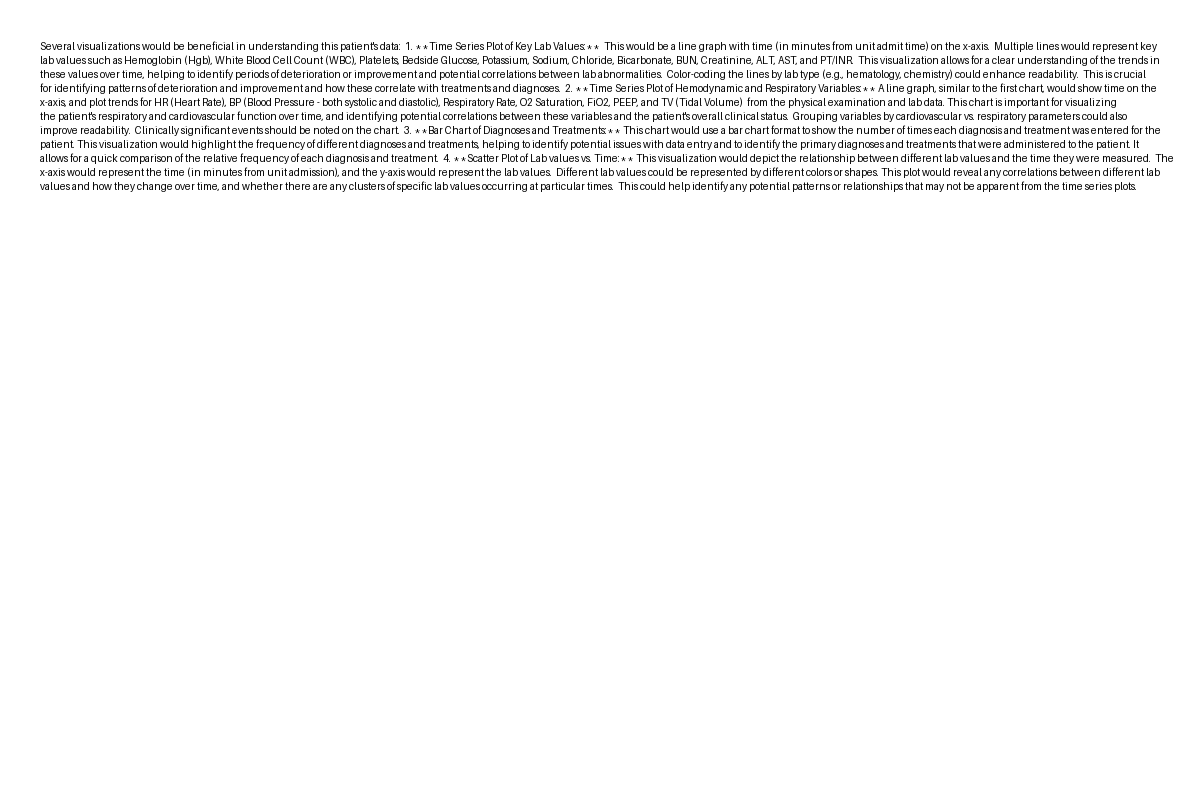 Several visualizations would be beneficial in understanding this patient's data:  1. **Time Series Plot of Key Lab Values:**  This would be a line graph with time (in minutes from unit admit time) on the x-axis.  Multiple lines would represent key
lab values such as Hemoglobin (Hgb), White Blood Cell Count (WBC), Platelets, Bedside Glucose, Potassium, Sodium, Chloride, Bicarbonate, BUN, Creatinine, ALT, AST, and PT/INR.  This visualization allows for a clear understanding of the trends in
these values over time, helping to identify periods of deterioration or improvement and potential correlations between lab abnormalities.  Color-coding the lines by lab type (e.g., hematology, chemistry) could enhance readability.  This is crucial
for identifying patterns of deterioration and improvement and how these correlate with treatments and diagnoses.  2. **Time Series Plot of Hemodynamic and Respiratory Variables:** A line graph, similar to the first chart, would show time on the
x-axis, and plot trends for HR (Heart Rate), BP (Blood Pressure - both systolic and diastolic), Respiratory Rate, O2 Saturation, FiO2, PEEP, and TV (Tidal Volume)  from the physical examination and lab data. This chart is important for visualizing
the patient's respiratory and cardiovascular function over time, and identifying potential correlations between these variables and the patient's overall clinical status.  Grouping variables by cardiovascular vs. respiratory parameters could also
improve readability.  Clinically significant events should be noted on the chart.  3. **Bar Chart of Diagnoses and Treatments:** This chart would use a bar chart format to show the number of times each diagnosis and treatment was entered for the
patient. This visualization would highlight the frequency of different diagnoses and treatments, helping to identify potential issues with data entry and to identify the primary diagnoses and treatments that were administered to the patient. It
allows for a quick comparison of the relative frequency of each diagnosis and treatment.  4. **Scatter Plot of Lab values vs. Time:** This visualization would depict the relationship between different lab values and the time they were measured.  The
x-axis would represent the time (in minutes from unit admission), and the y-axis would represent the lab values.  Different lab values could be represented by different colors or shapes. This plot would reveal any correlations between different lab
values and how they change over time, and whether there are any clusters of specific lab values occurring at particular times.  This could help identify any potential patterns or relationships that may not be apparent from the time series plots.